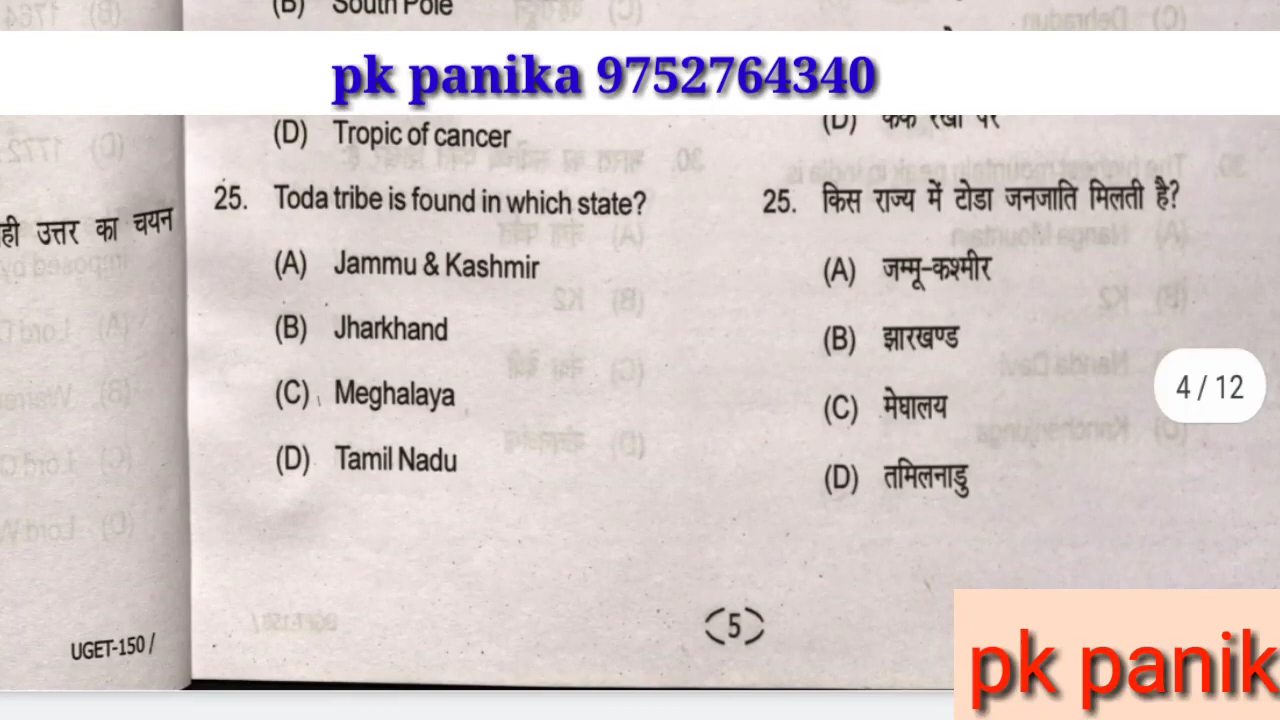 (B) South Pole
pk panika 9752764340
(D) Tropic of cancer
(D) कर्क रेखा पर
25. Toda tribe is found in which state?
(A) Jammu & Kashmir
(B) Jharkhand
(C) Meghalaya
(D) Tamil Nadu
25. किस राज्य में टोडा जनजाति मिलती है?
(A) जम्मू-कश्मीर
(B) झारखण्ड
(C) मेघालय
(D) तमिलनाडु
ही उत्तर का चयन
4 / 12
UGET-150 /
(5)
pk panik